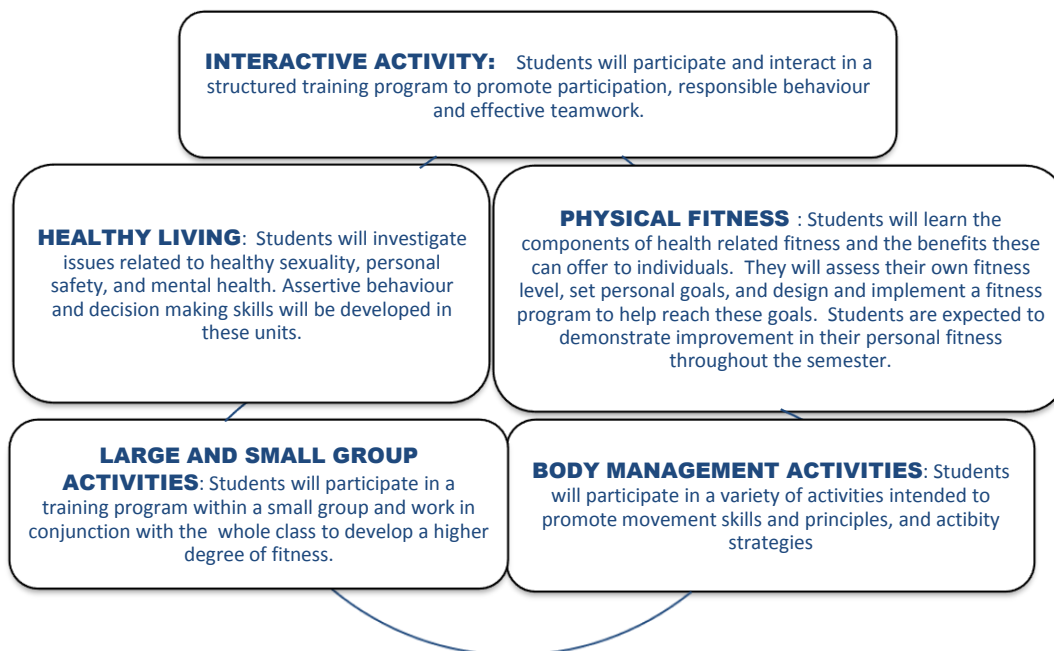 INTERACTIVE ACTIVITY: Students will participate and interact in a
structured training program to promote participation, responsible behaviour
and effective teamwork.
HEALTHY LIVING: Students will investigate
issues related to healthy sexuality, personal
safety, and mental health. Assertive behaviour
and decision making skills will be developed in
these units.
PHYSICAL FITNESS : Students will learn the
components of health related fitness and the benefits these
can offer to individuals. They will assess their own fitness
level, set personal goals, and design and implement a fitness
program to help reach these goals. Students are expected to
demonstrate improvement in their personal fitness
throughout the semester.
LARGE AND SMALL GROUP
ACTIVITIES: Students will participate in a
training program within a small group and work in
conjunction with the whole class to develop a higher
degree of fitness.
BODY MANAGEMENT ACTIVITIES: Students
will participate in a variety of activities intended to
promote movement skills and principles, and actibity
strategies